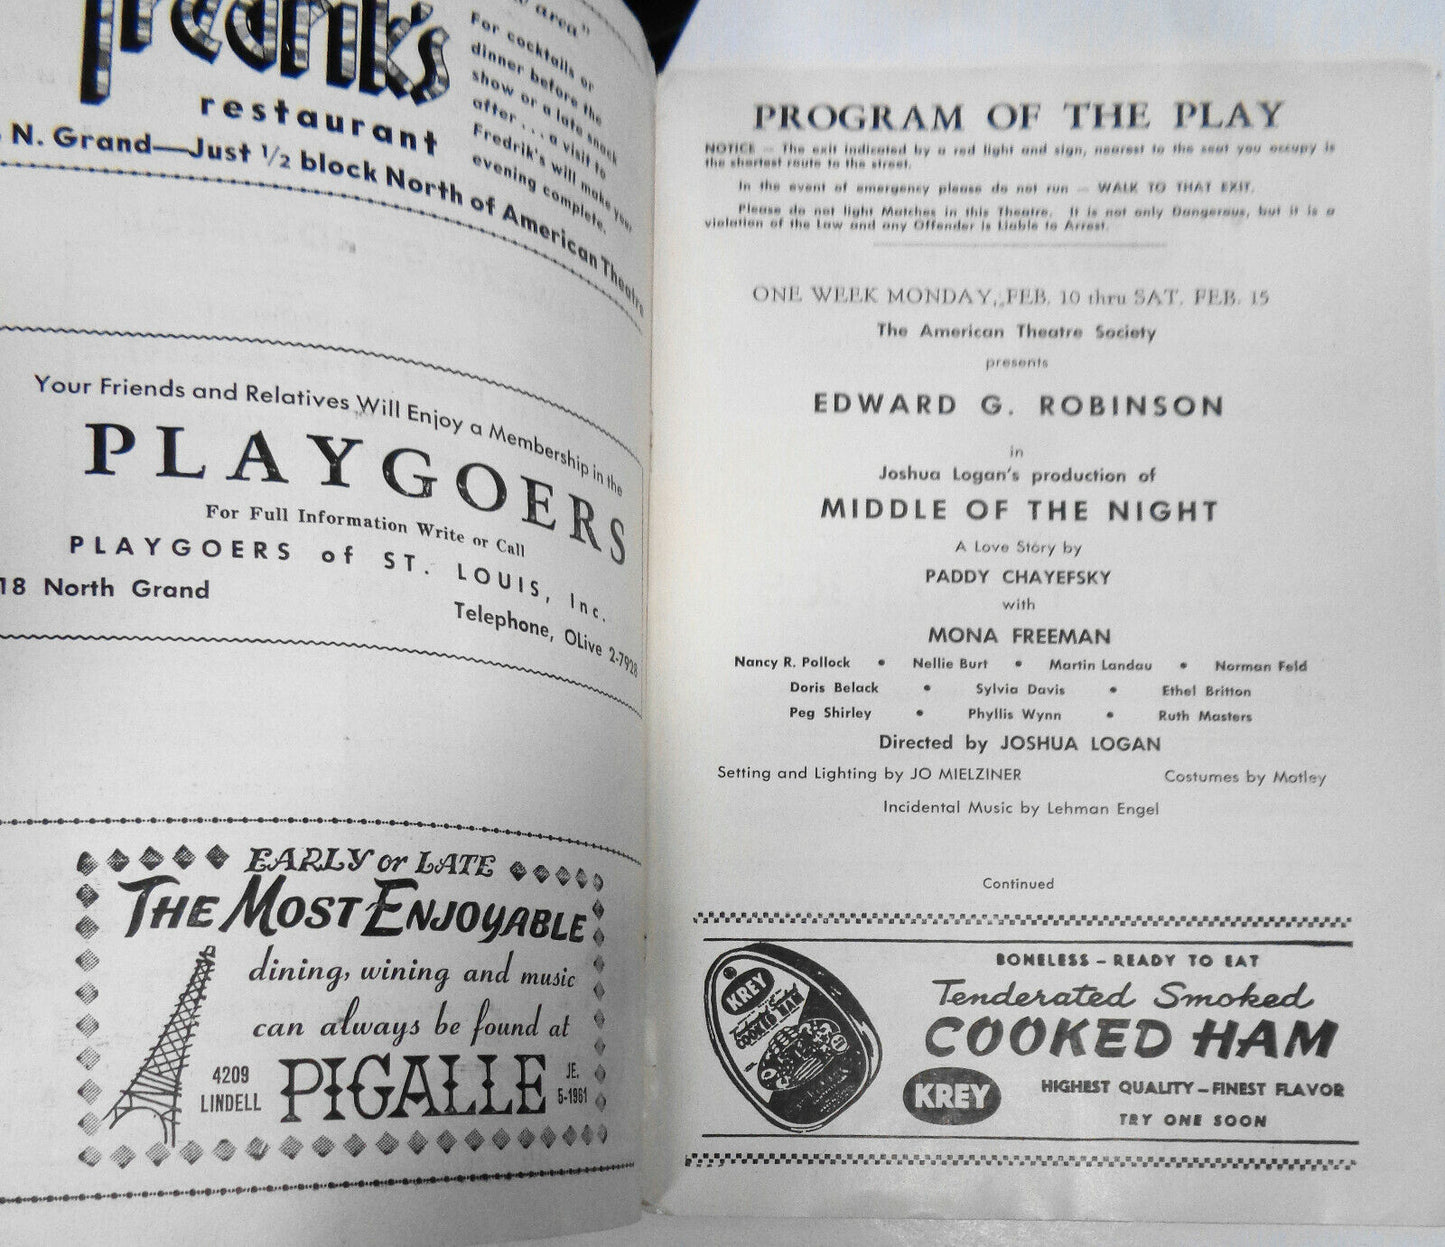 Fredrik's
restaurant
N. Grand—Just 1/2 block North of American Theatre
area"
For cocktails or
dinner before the
show or a late snack
after . . . a visit to
Fredrik's will make your
evening complete.
Your Friends and Relatives Will Enjoy a Membership in the
PLAYGOERS
For Full Information Write or Call
PLAYGOERS of ST. LOUIS, Inc.
18 North Grand
Telephone, OLive 2-7928
EARLY or LATE
THE MOST ENJOYABLE
dining, wining and music
can always be found at
4209
LINDELL
PIGALLE
JE.
5-1961
PROGRAM OF THE PLAY
NOTICE — The exit indicated by a red light and sign, nearest to the seat you occupy is
the shortest route to the street.
In the event of emergency please do not run — WALK TO THAT EXIT.
Please do not light Matches in this Theatre. It is not only Dangerous, but it is a
violation of the Law and any Offender is Liable to Arrest.
ONE WEEK MONDAY, FEB. 10 thru SAT. FEB. 15
The American Theatre Society
presents
EDWARD G. ROBINSON
in
Joshua Logan's production of
MIDDLE OF THE NIGHT
A Love Story by
PADDY CHAYEFSKY
with
MONA FREEMAN
Nancy R. Pollock • Nellie Burt • Martin Landau • Norman Feld
Doris Belack • Sylvia Davis • Ethel Britton
Peg Shirley • Phyllis Wynn • Ruth Masters
Directed by JOSHUA LOGAN
Setting and Lighting by JO MIELZINER Costumes by Motley
Incidental Music by Lehman Engel
Continued
KREY
COOKED HAM
BONELESS – READY TO EAT
Tenderated Smoked
COOKED HAM
KREY
HIGHEST QUALITY – FINEST FLAVOR
TRY ONE SOON